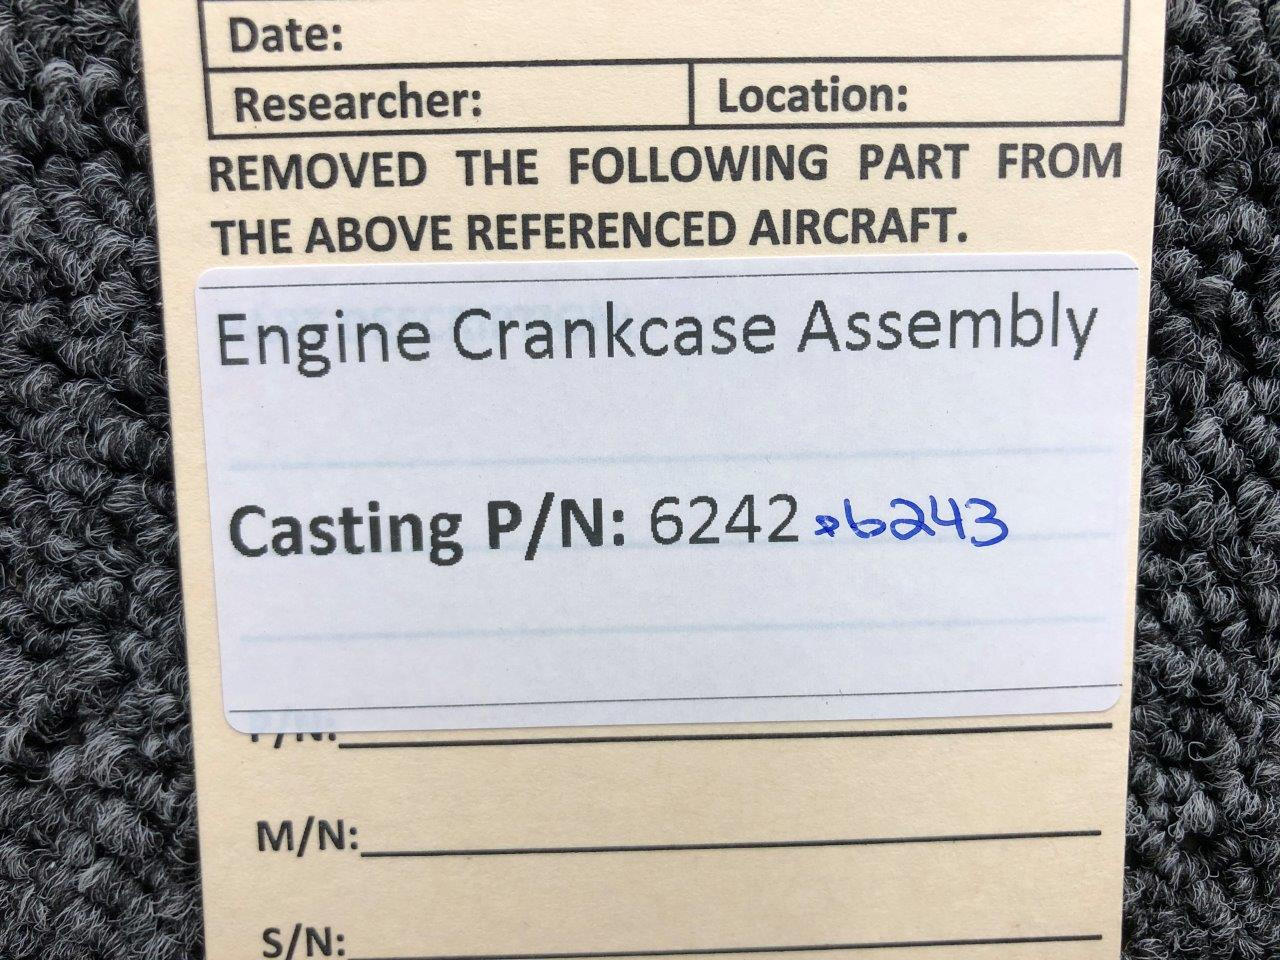 Date:
Researcher: Location:
REMOVED THE FOLLOWING PART FROM
THE ABOVE REFERENCED AIRCRAFT.
Engine Crankcase Assembly
Casting P/N: 6242 & 6243
P/N:
M/N:
S/N: